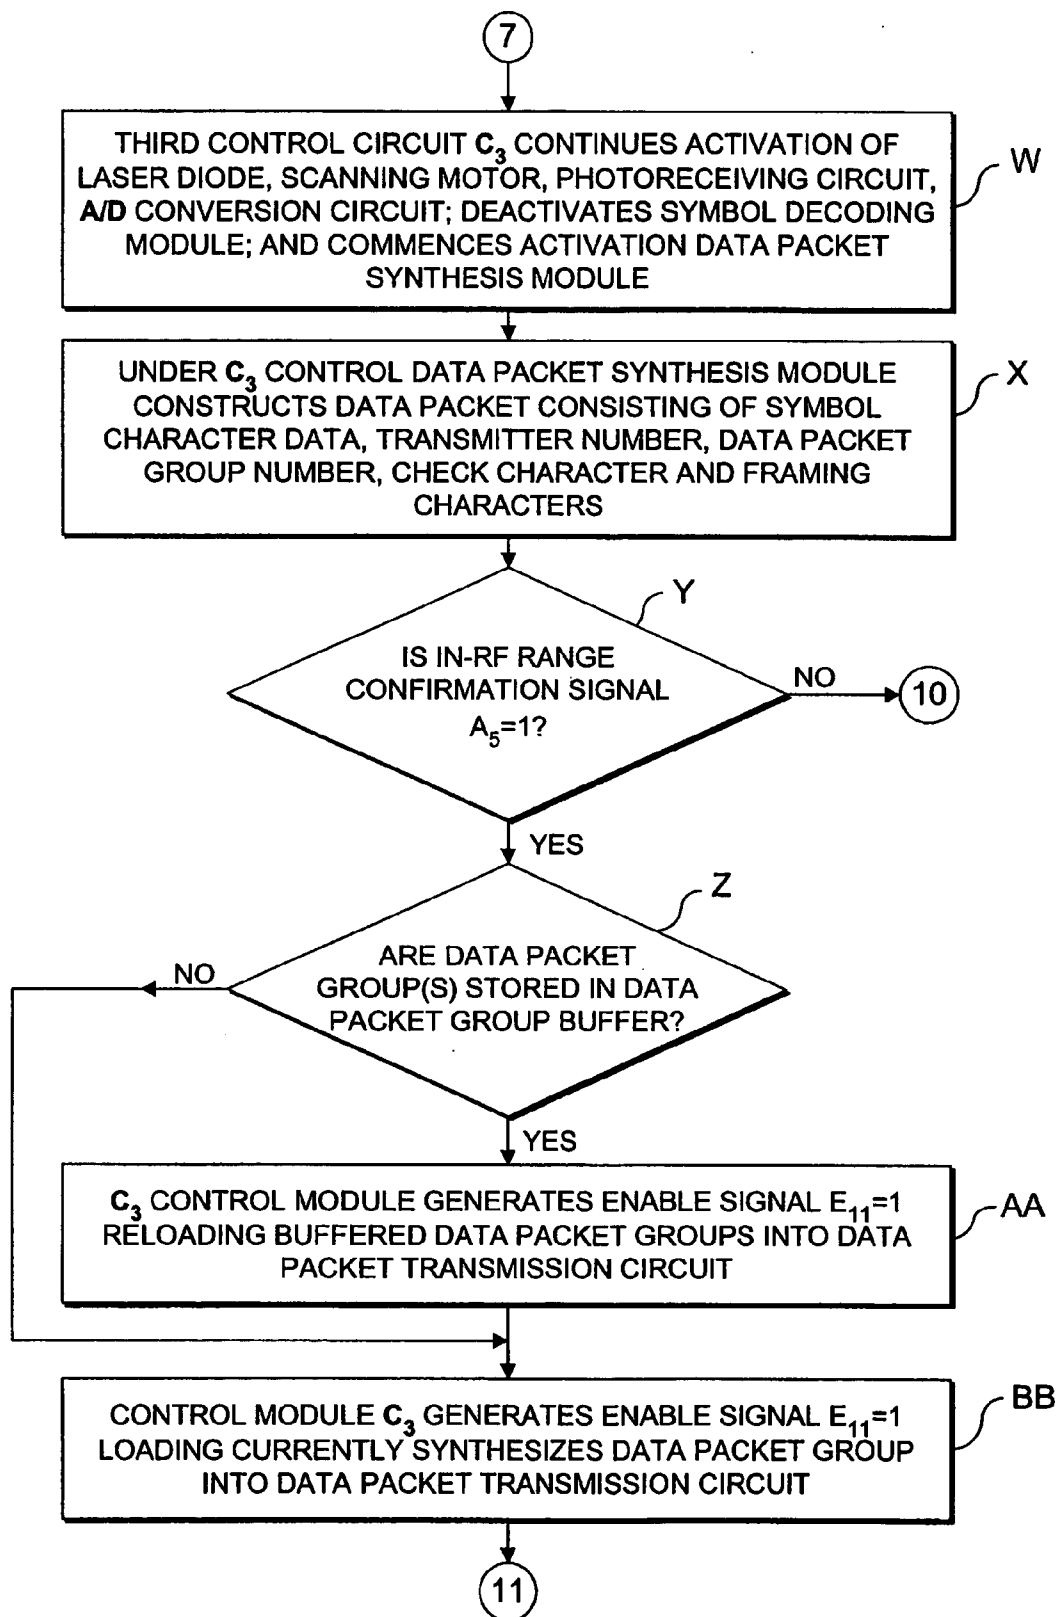 7
THIRD CONTROL CIRCUIT C3 CONTINUES ACTIVATION OF
LASER DIODE, SCANNING MOTOR, PHOTORECEIVING CIRCUIT,
A/D CONVERSION CIRCUIT; DEACTIVATES SYMBOL DECODING
MODULE; AND COMMENCES ACTIVATION DATA PACKET
SYNTHESIS MODULE
W
UNDER C3 CONTROL DATA PACKET SYNTHESIS MODULE
CONSTRUCTS DATA PACKET CONSISTING OF SYMBOL
CHARACTER DATA, TRANSMITTER NUMBER, DATA PACKET
GROUP NUMBER, CHECK CHARACTER AND FRAMING
CHARACTERS
X
Y
IS IN-RF RANGE
CONFIRMATION SIGNAL
A5=1?
NO
10
YES
Z
ARE DATA PACKET
GROUP(S) STORED IN DATA
PACKET GROUP BUFFER?
NO
YES
C3 CONTROL MODULE GENERATES ENABLE SIGNAL E11=1
RELOADING BUFFERED DATA PACKET GROUPS INTO DATA
PACKET TRANSMISSION CIRCUIT
AA
CONTROL MODULE C3 GENERATES ENABLE SIGNAL E11=1
LOADING CURRENTLY SYNTHESIZES DATA PACKET GROUP
INTO DATA PACKET TRANSMISSION CIRCUIT
BB
11